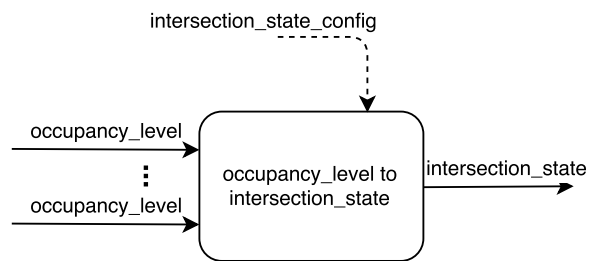 intersection_state_config
occupancy_level
occupancy_level to
intersection_state
intersection_state
occupancy_level